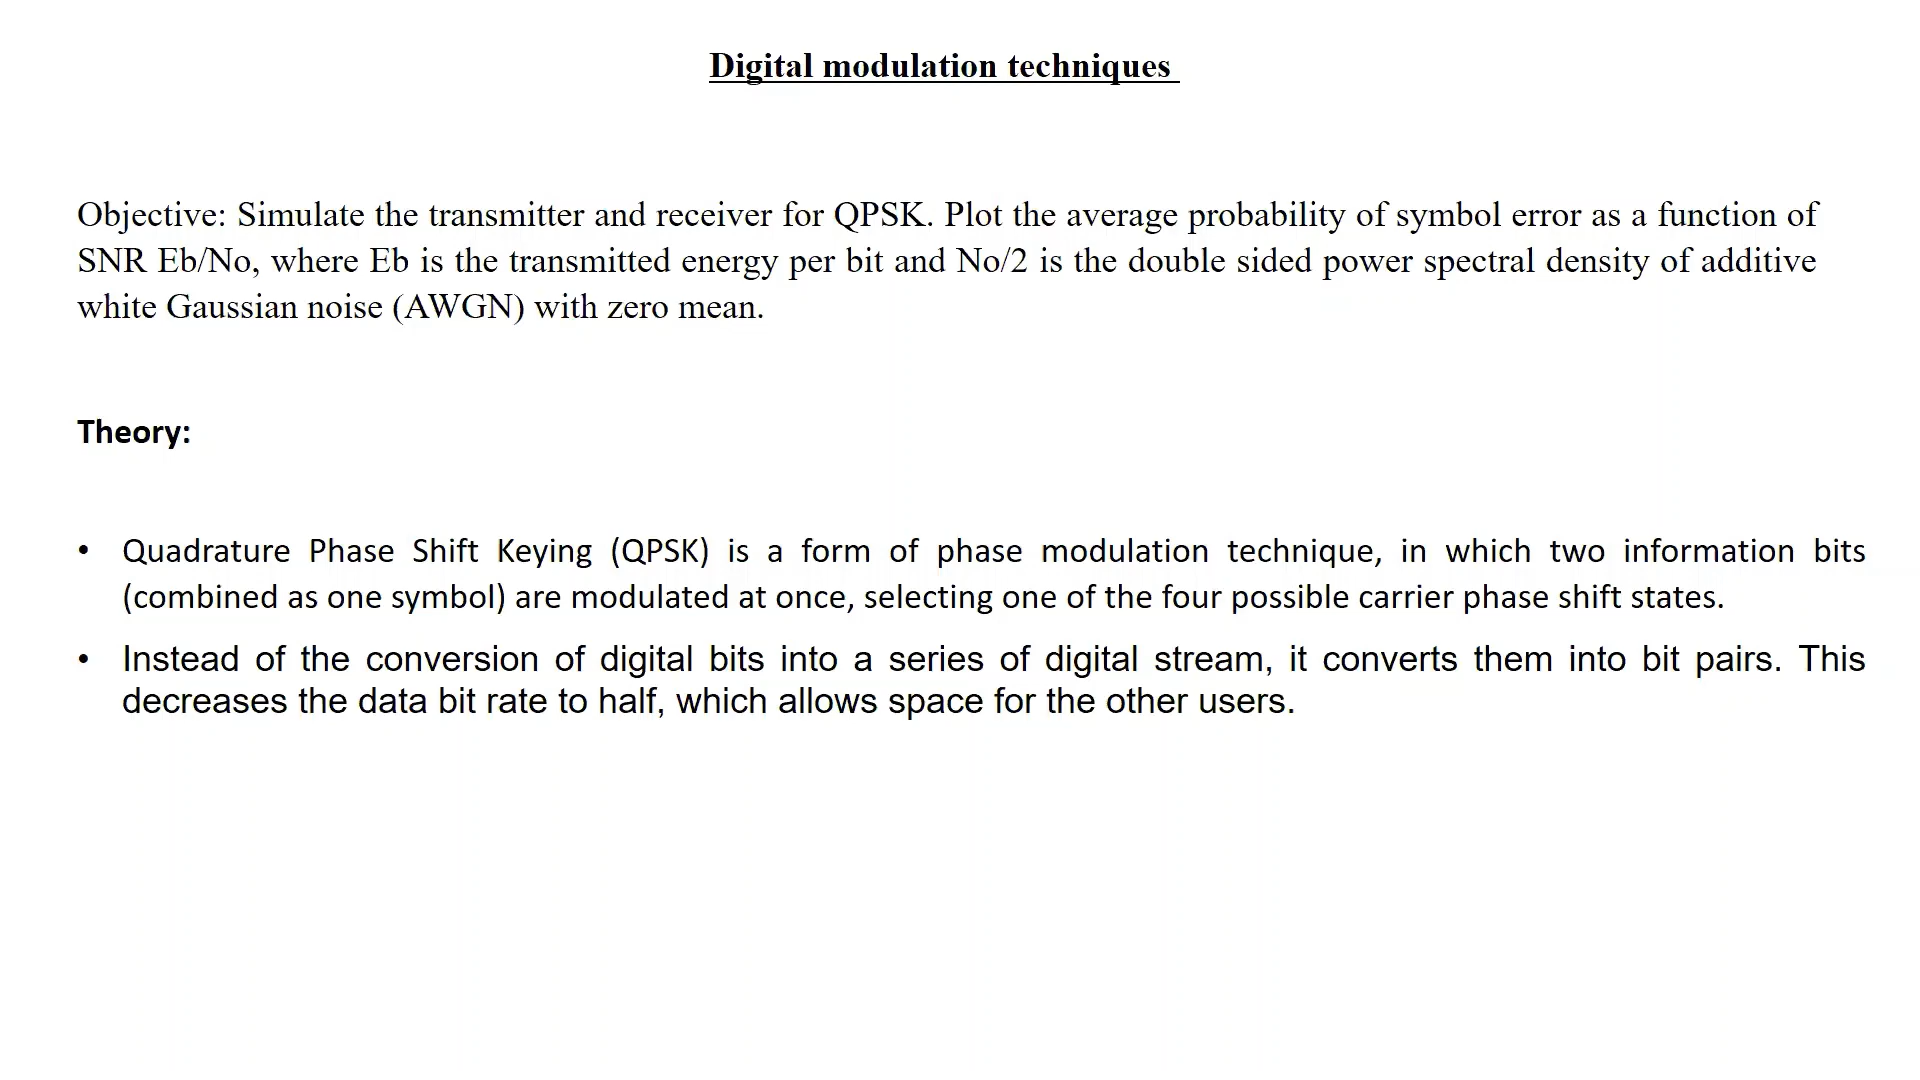 Digital modulation techniques
Objective: Simulate the transmitter and receiver for QPSK. Plot the average probability of symbol error as a function of
SNR Eb/No, where Eb is the transmitted energy per bit and No/2 is the double sided power spectral density of additive
white Gaussian noise (AWGN) with zero mean.
Theory:
• Quadrature Phase Shift Keying (QPSK) is a form of phase modulation technique, in which two information bits
(combined as one symbol) are modulated at once, selecting one of the four possible carrier phase shift states.
• Instead of the conversion of digital bits into a series of digital stream, it converts them into bit pairs. This
decreases the data bit rate to half, which allows space for the other users.